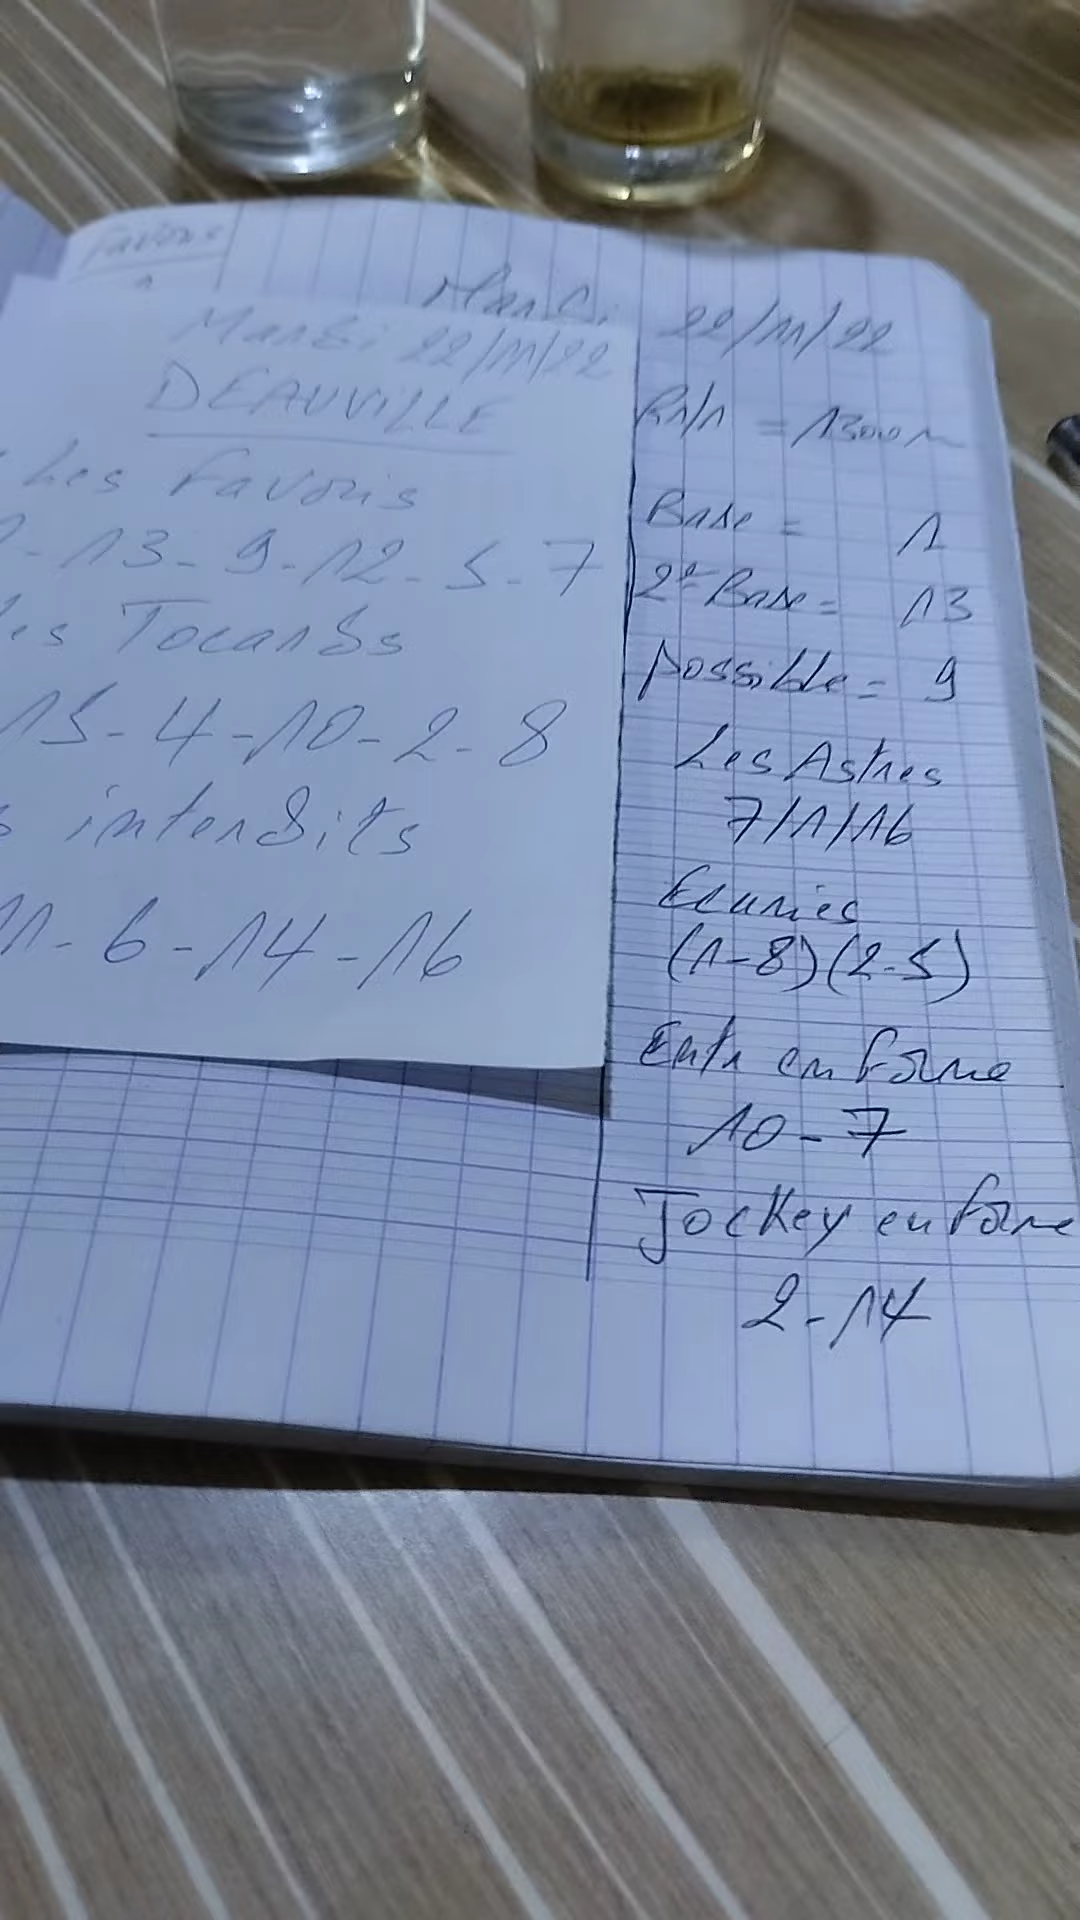 Favoris
Mardi 22/11/22
DEAUVILLE
Les Favoris
- 13 - 9 - 12 - 5 - 7
Les Tocards
15 - 4 - 10 - 2 - 8
interdits
11 - 6 - 14 - 16
Mardi 22/11/22
R1/1 = 1300m
Base = 1
2e Base = 13
possible = 9
Les Astres
7/1/16
Ecuries
(1-8)(2-5)
Entr en forme
10 - 7
Jockey en forme
2 - 14